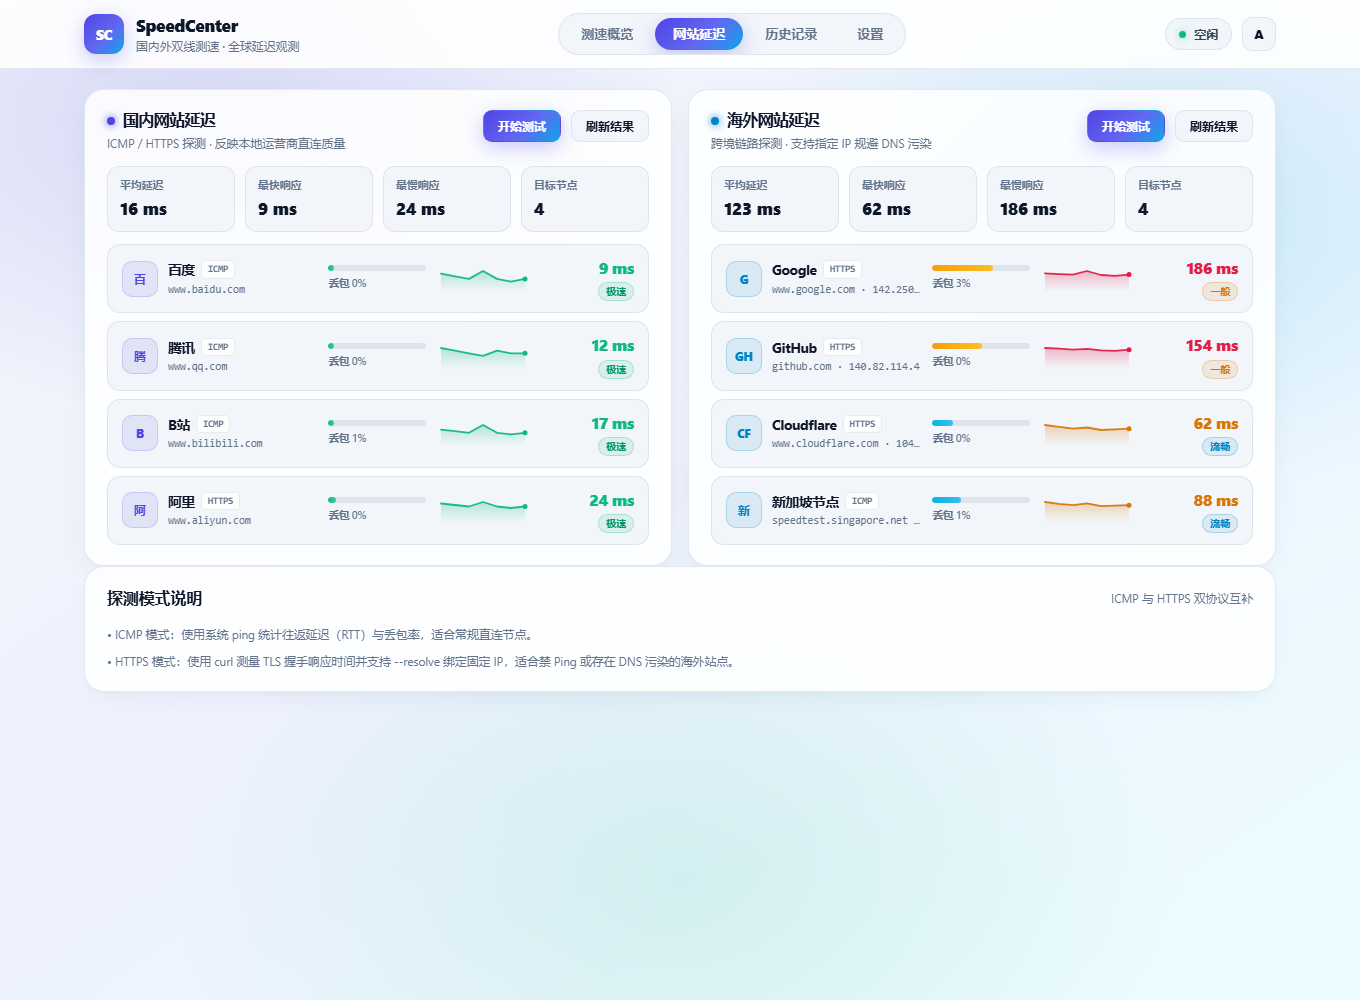 SC
SpeedCenter
国内外双线测速 · 全球延迟观测
测速概览
网站延迟
历史记录
设置
空闲
A
国内网站延迟
ICMP / HTTPS 探测 · 反映本地运营商直连质量
开始测试
刷新结果
平均延迟
16 ms
最快响应
9 ms
最慢响应
24 ms
目标节点
4
百
百度 ICMP
www.baidu.com
丢包 0%
9 ms
极速
腾
腾讯 ICMP
www.qq.com
丢包 0%
12 ms
极速
B
B站 ICMP
www.bilibili.com
丢包 1%
17 ms
极速
阿
阿里 HTTPS
www.aliyun.com
丢包 0%
24 ms
极速
海外网站延迟
跨境链路探测 · 支持指定 IP 规避 DNS 污染
开始测试
刷新结果
平均延迟
123 ms
最快响应
62 ms
最慢响应
186 ms
目标节点
4
G
Google HTTPS
www.google.com · 142.250…
丢包 3%
186 ms
一般
GH
GitHub HTTPS
github.com · 140.82.114.4
丢包 0%
154 ms
一般
CF
Cloudflare HTTPS
www.cloudflare.com · 104…
丢包 0%
62 ms
流畅
新
新加坡节点 ICMP
speedtest.singapore.net …
丢包 1%
88 ms
流畅
探测模式说明
ICMP 与 HTTPS 双协议互补
• ICMP 模式：使用系统 ping 统计往返延迟（RTT）与丢包率，适合常规直连节点。
• HTTPS 模式：使用 curl 测量 TLS 握手响应时间并支持 --resolve 绑定固定 IP，适合禁 Ping 或存在 DNS 污染的海外站点。